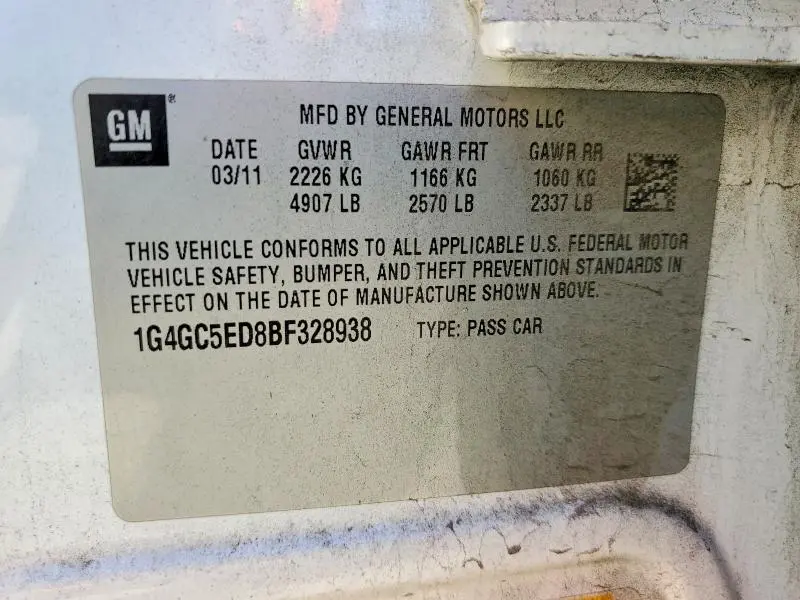 GM ®
MFD BY GENERAL MOTORS LLC
DATE GVWR GAWR FRT GAWR RR
03/11 2226 KG 1166 KG 1060 KG
4907 LB 2570 LB 2337 LB
THIS VEHICLE CONFORMS TO ALL APPLICABLE U.S. FEDERAL MOTOR
VEHICLE SAFETY, BUMPER, AND THEFT PREVENTION STANDARDS IN
EFFECT ON THE DATE OF MANUFACTURE SHOWN ABOVE.
1G4GC5ED8BF328938 TYPE: PASS CAR